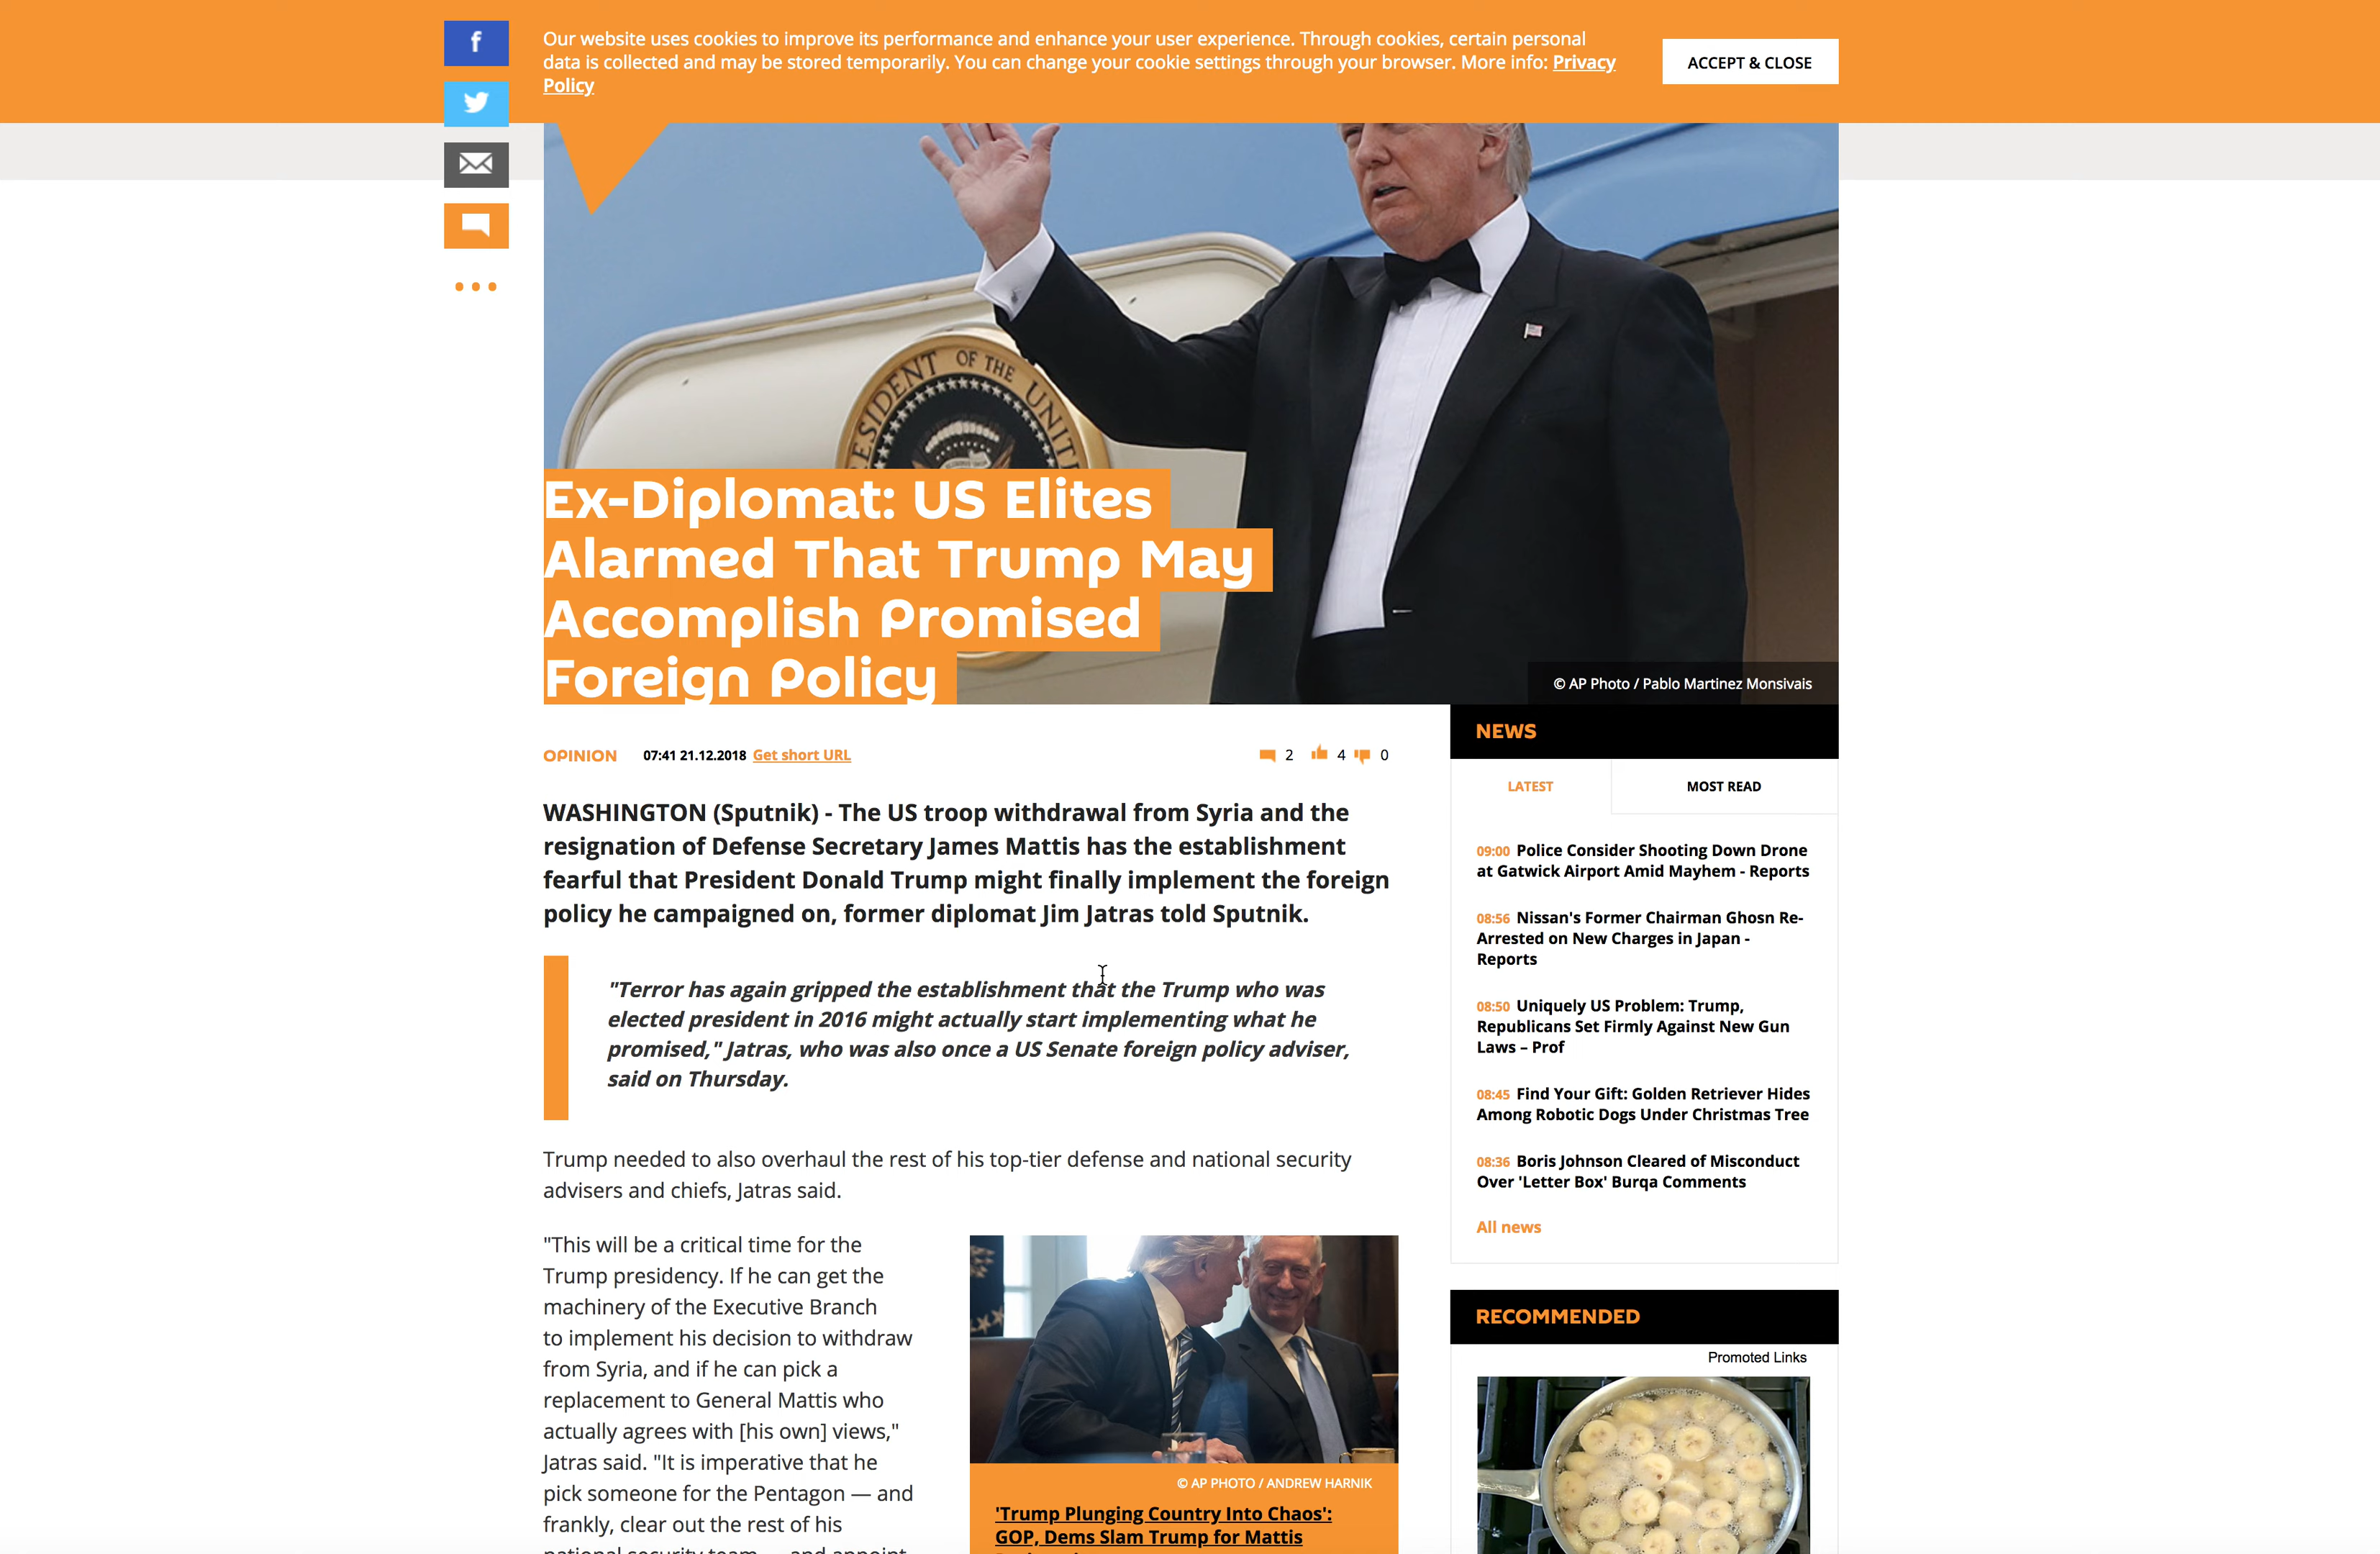 f
Our website uses cookies to improve its performance and enhance your user experience. Through cookies, certain personal
data is collected and may be stored temporarily. You can change your cookie settings through your browser. More info: Privacy
Policy
ACCEPT & CLOSE
PRESIDENT OF THE UNIT
Ex-Diplomat: US Elites
Alarmed That Trump May
Accomplish Promised
Foreign Policy
© AP Photo / Pablo Martinez Monsivais
OPINION 07:41 21.12.2018 Get short URL
2 4 0
WASHINGTON (Sputnik) - The US troop withdrawal from Syria and the
resignation of Defense Secretary James Mattis has the establishment
fearful that President Donald Trump might finally implement the foreign
policy he campaigned on, former diplomat Jim Jatras told Sputnik.
"Terror has again gripped the establishment that the Trump who was
elected president in 2016 might actually start implementing what he
promised," Jatras, who was also once a US Senate foreign policy adviser,
said on Thursday.
Trump needed to also overhaul the rest of his top-tier defense and national security
advisers and chiefs, Jatras said.
"This will be a critical time for the
Trump presidency. If he can get the
machinery of the Executive Branch
to implement his decision to withdraw
from Syria, and if he can pick a
replacement to General Mattis who
actually agrees with [his own] views,"
Jatras said. "It is imperative that he
pick someone for the Pentagon — and
frankly, clear out the rest of his
national security team — and appoint
© AP PHOTO / ANDREW HARNIK
'Trump Plunging Country Into Chaos':
GOP, Dems Slam Trump for Mattis
NEWS
LATEST
MOST READ
09:00 Police Consider Shooting Down Drone
at Gatwick Airport Amid Mayhem - Reports
08:56 Nissan's Former Chairman Ghosn Re-
Arrested on New Charges in Japan -
Reports
08:50 Uniquely US Problem: Trump,
Republicans Set Firmly Against New Gun
Laws – Prof
08:45 Find Your Gift: Golden Retriever Hides
Among Robotic Dogs Under Christmas Tree
08:36 Boris Johnson Cleared of Misconduct
Over 'Letter Box' Burqa Comments
All news
RECOMMENDED
Promoted Links